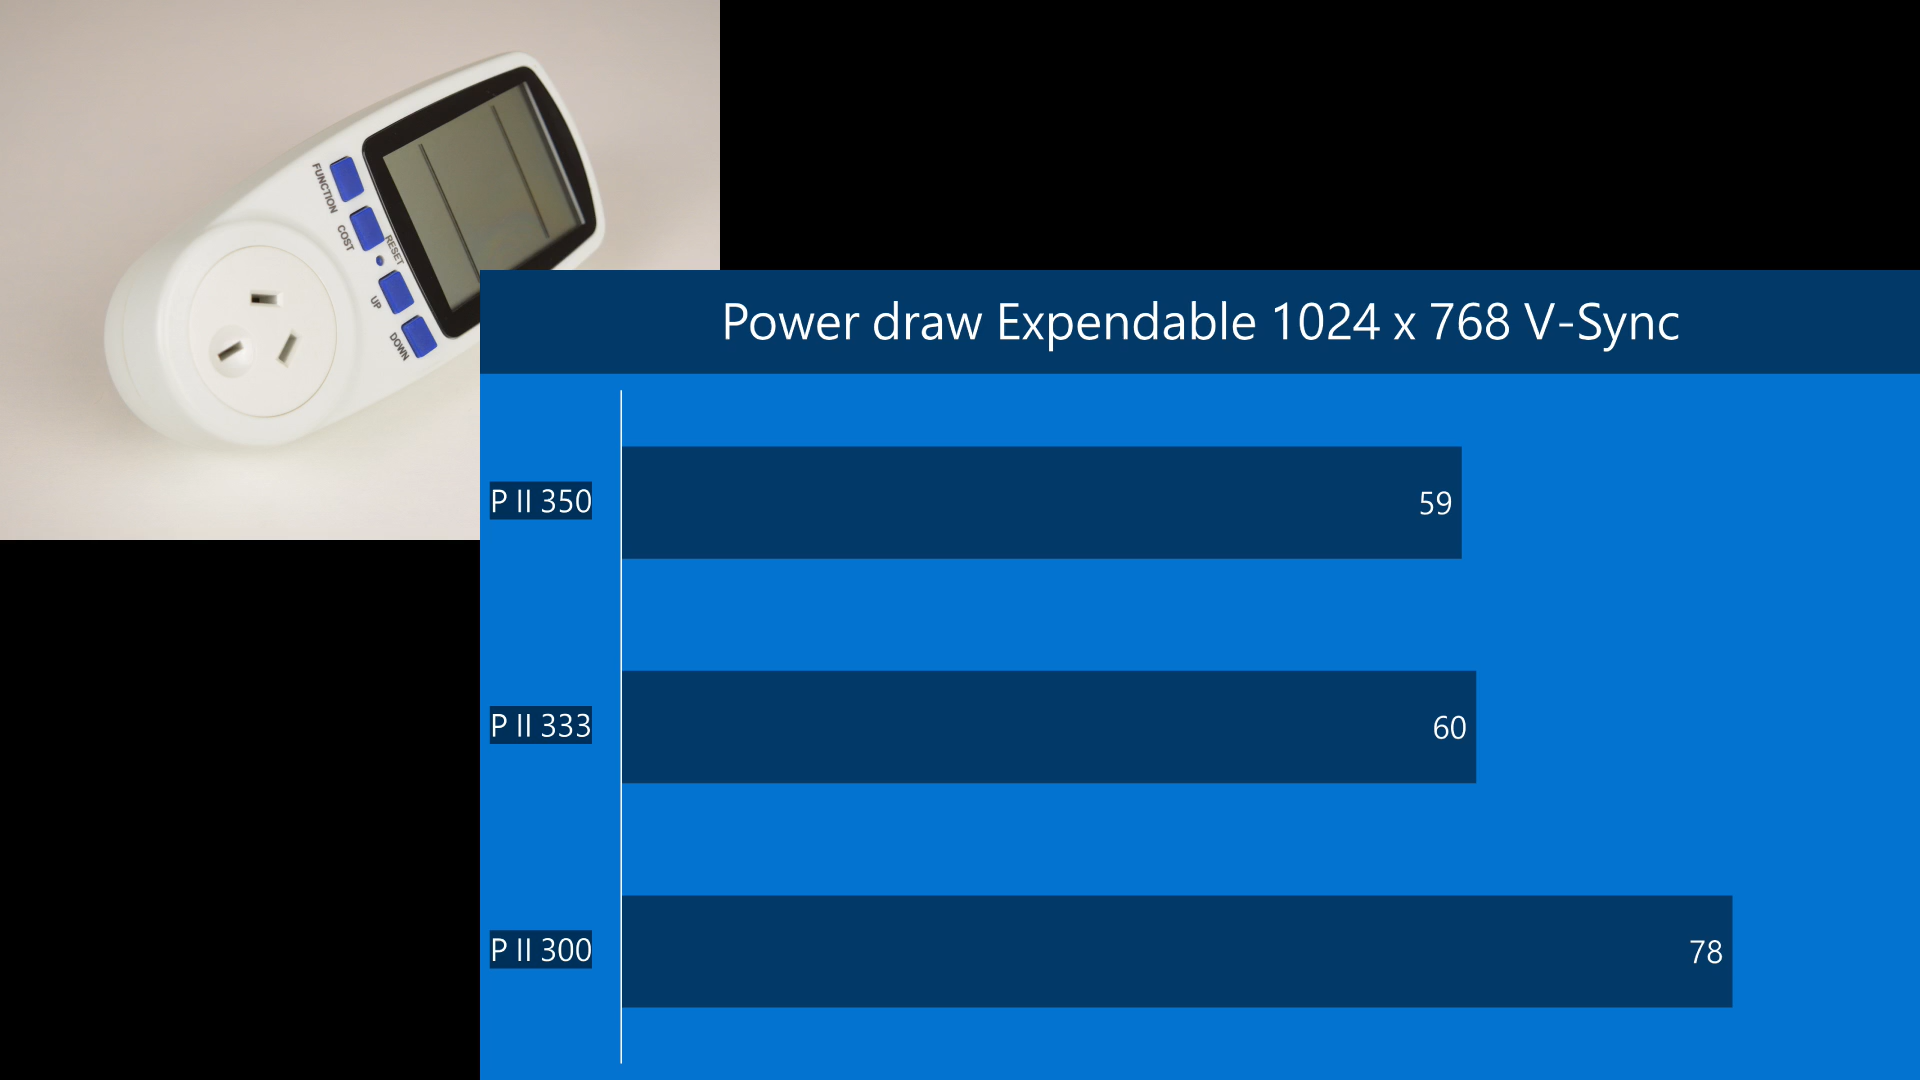 FUNCTION
COST
RESET
UP
DOWN
Power draw Expendable 1024 x 768 V-Sync
P II 350
59
P II 333
60
P II 300
78